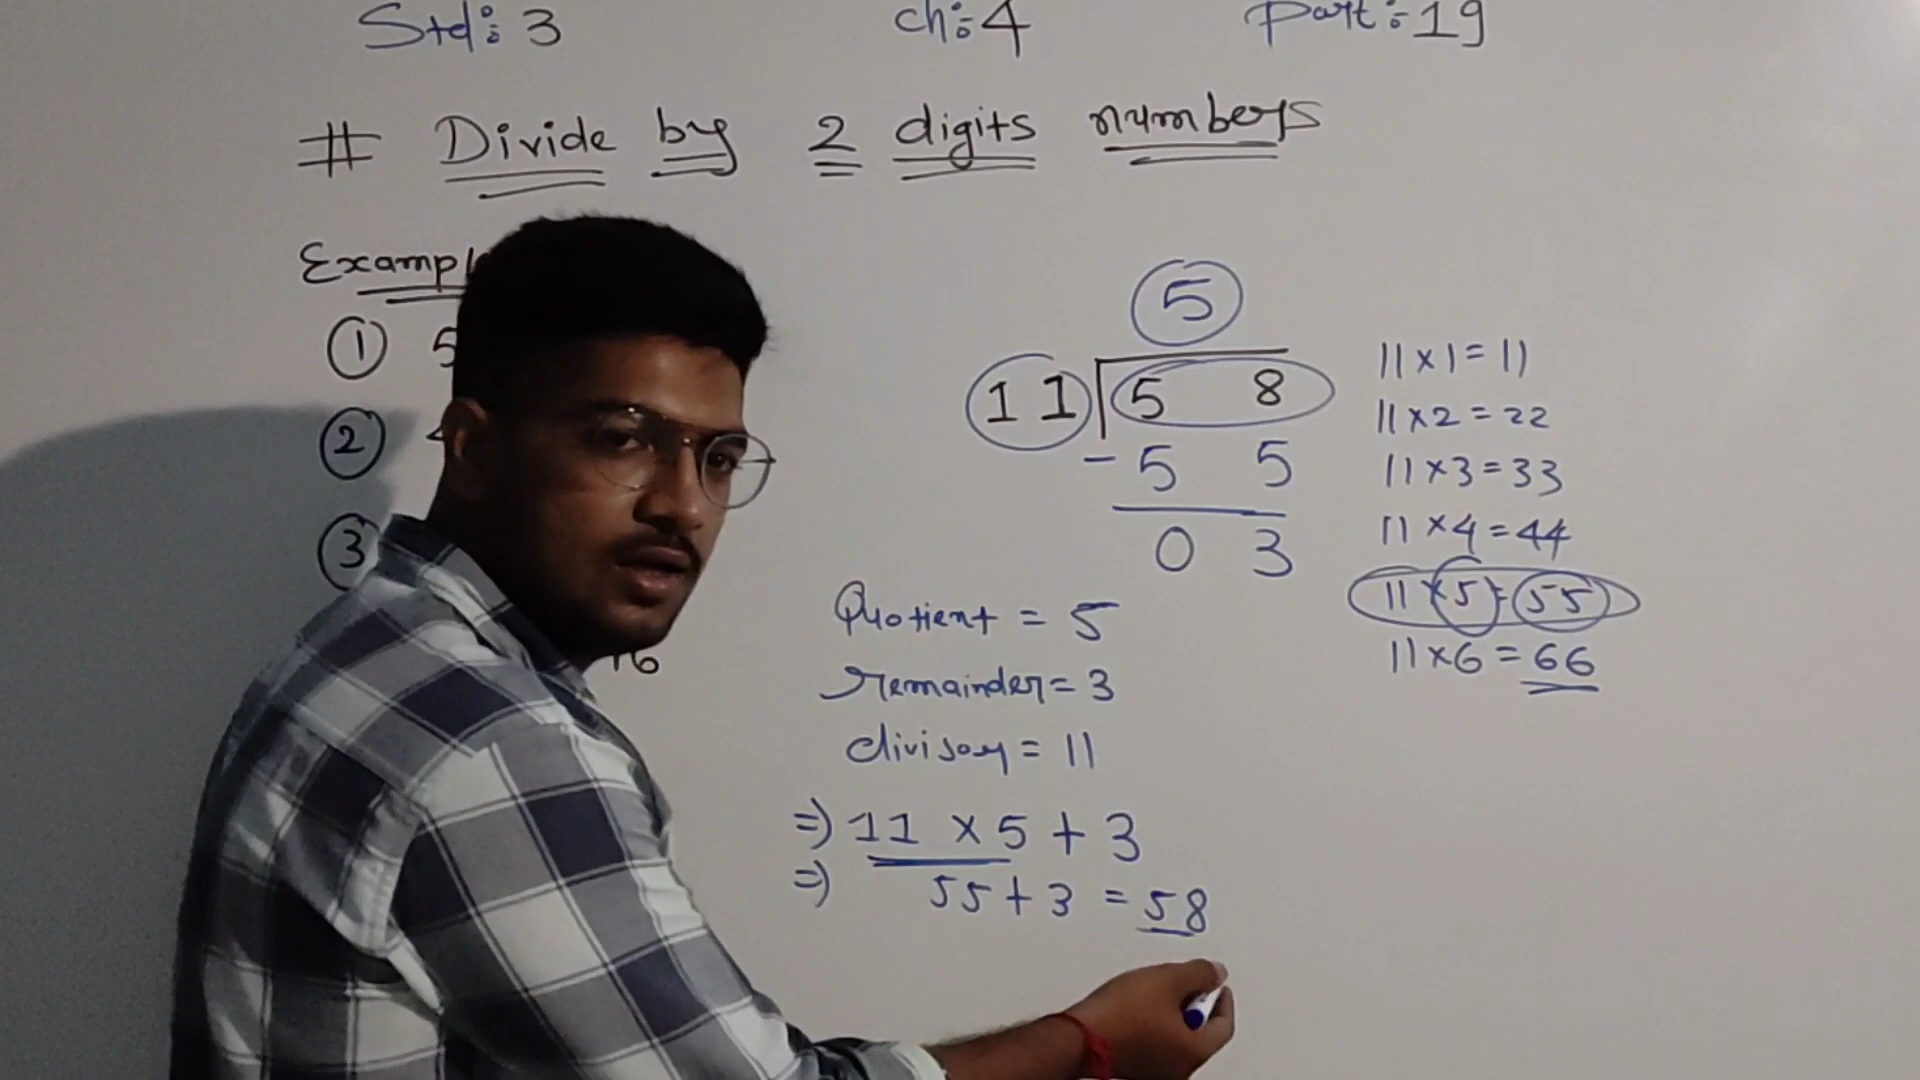 Std:- 3 ch:- 4 Part:- 19
# Divide by 2 digits numbers
Exampl
① 5
②
③
16
5
11 5 8
- 5 5
0 3
11 x 1 = 11
11 x 2 = 22
11 x 3 = 33
11 x 4 = 44
11 x 5 = 55
11 x 6 = 66
Quotient = 5
remainder = 3
divisor = 11
=> 11 x 5 + 3
=> 55 + 3 = 58